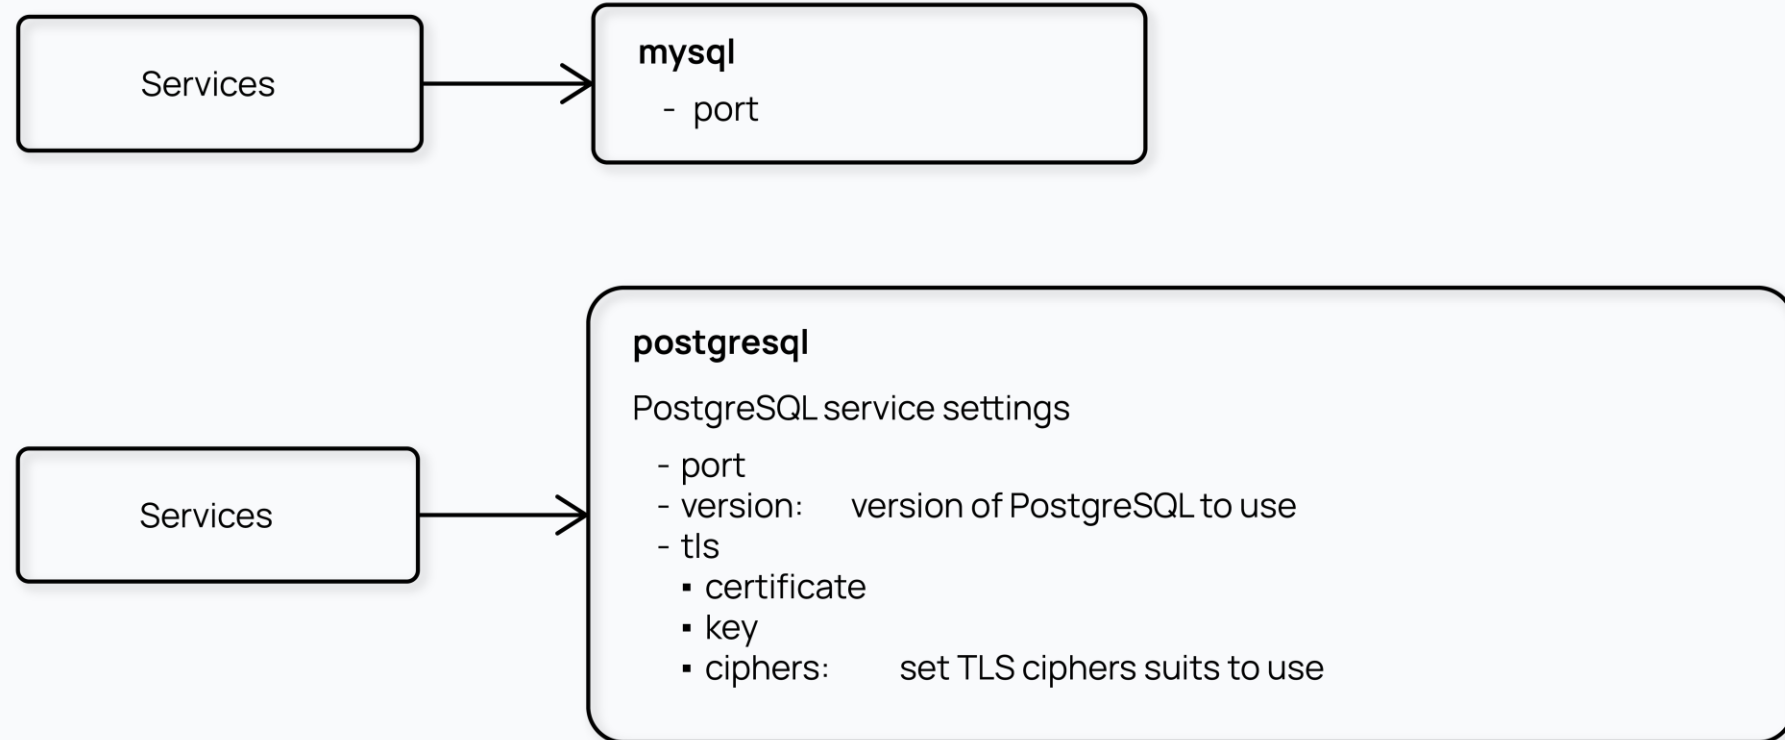 Services
mysql
- port
Services
postgresql
PostgreSQL service settings
- port
- version: version of PostgreSQL to use
- tls
▪ certificate
▪ key
▪ ciphers: set TLS ciphers suits to use